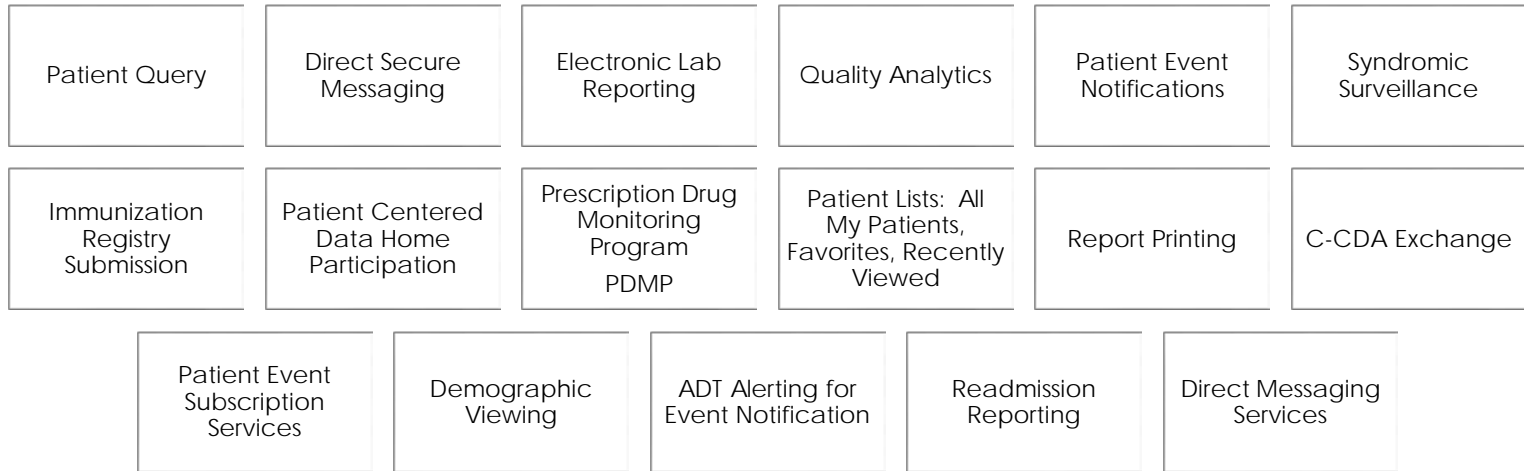 Patient Query
Direct Secure
Messaging
Electronic Lab
Reporting
Quality Analytics
Patient Event
Notifications
Syndromic
Surveillance
Immunization
Registry
Submission
Patient Centered
Data Home
Participation
Prescription Drug
Monitoring
Program
PDMP
Patient Lists:  All
My Patients,
Favorites, Recently
Viewed
Report Printing
C-CDA Exchange
Patient Event
Subscription
Services
Demographic
Viewing
ADT Alerting for
Event Notification
Readmission
Reporting
Direct Messaging
Services